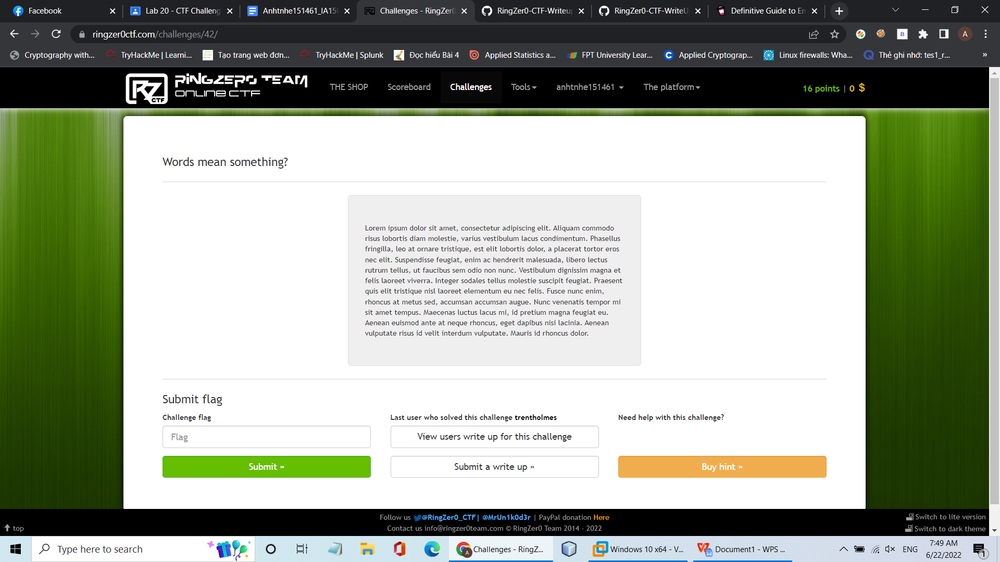 Facebook
Lab 20 - CTF Challeng
Anhtnhe151461_IA150
Challenges - RingZer0
RingZer0-CTF-Writeup
RingZer0-CTF-WriteU
Definitive Guide to En
ringzer0ctf.com/challenges/42/
A
Cryptography with...
TryHackMe | Learni...
Tạo trang web đơn...
TryHackMe | Splunk
Đọc hiểu Bài 4
Applied Statistics a...
FPT University Lear...
Applied Cryptograp...
Linux firewalls: Wha...
Thẻ ghi nhớ: tes1_r...
»
RZ CTF
RiNGZER0 TEAM
ONLINE CTF
THE SHOP
Scoreboard
Challenges
Tools
anhtnhe151461
The platform
16 points | 0 $
Words mean something?
Lorem ipsum dolor sit amet, consectetur adipiscing elit. Aliquam commodo
risus lobortis diam molestie, varius vestibulum lacus condimentum. Phasellus
fringilla, leo at ornare tristique, est elit lobortis dolor, a placerat tortor eros
nec elit. Suspendisse feugiat, enim ac hendrerit malesuada, libero lectus
rutrum tellus, ut faucibus sem odio non nunc. Vestibulum dignissim magna et
felis laoreet viverra. Integer sodales tellus molestie suscipit feugiat. Praesent
quis elit tristique nisl laoreet elementum eu nec felis. Fusce nunc enim,
rhoncus at metus sed, accumsan accumsan augue. Nunc venenatis tempor mi
sit amet tempus. Maecenas luctus lacus mi, id pretium magna feugiat eu.
Aenean euismod ante at neque rhoncus, eget dapibus nisi lacinia. Aenean
vulputate risus id velit interdum vulputate. Mauris id rhoncus dolor.
Submit flag
Challenge flag
Flag
Submit »
Last user who solved this challenge trentholmes
View users write up for this challenge
Submit a write up »
Need help with this challenge?
Buy hint »
Follow us @RingZer0_CTF | @MrUn1k0d3r | PayPal donation Here
Contact us info@ringzer0team.com © RingZer0 Team 2014 - 2022
top
Switch to lite version
Switch to dark theme
Type here to search
Challenges - RingZ...
Windows 10 x64 - V...
Document1 - WPS ...
ENG
7:49 AM
6/22/2022
1